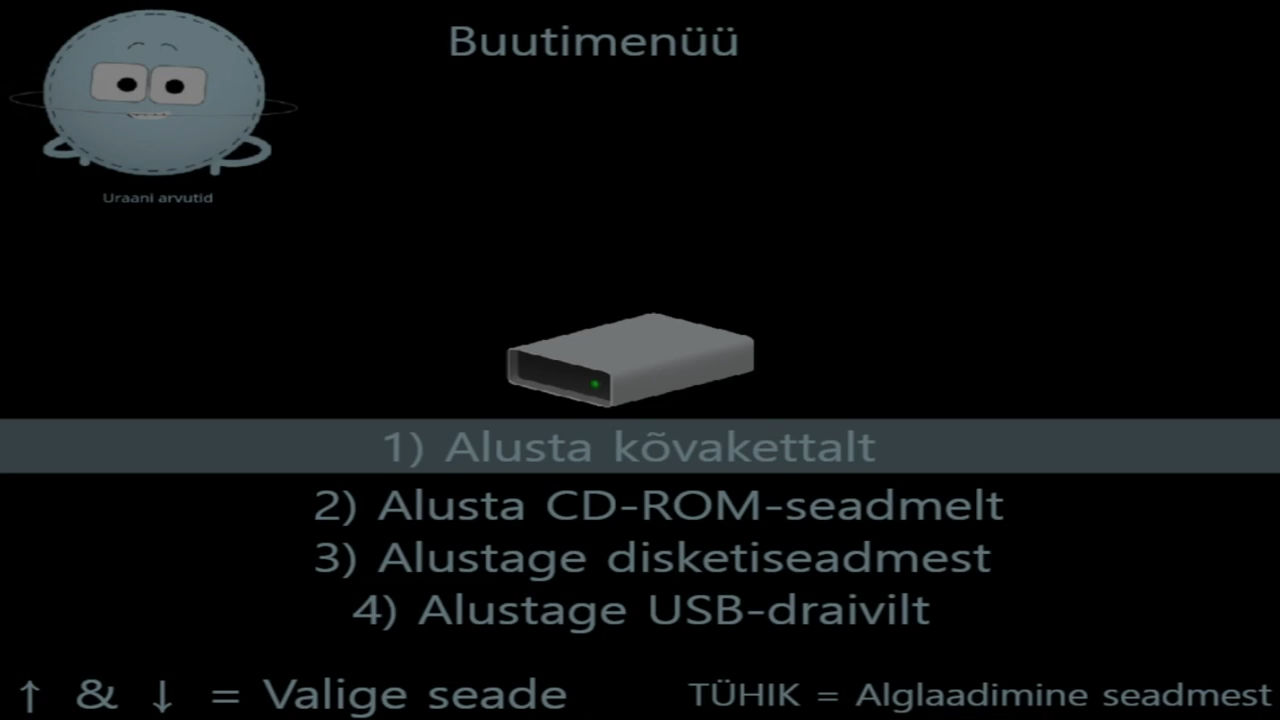 Buutimenüü
Uraani arvutid
1) Alusta kõvakettalt
2) Alusta CD-ROM-seadmelt
3) Alustage disketiseadmest
4) Alustage USB-draivilt
↑ & ↓ = Valige seade
TÜHIK = Alglaadimine seadmest